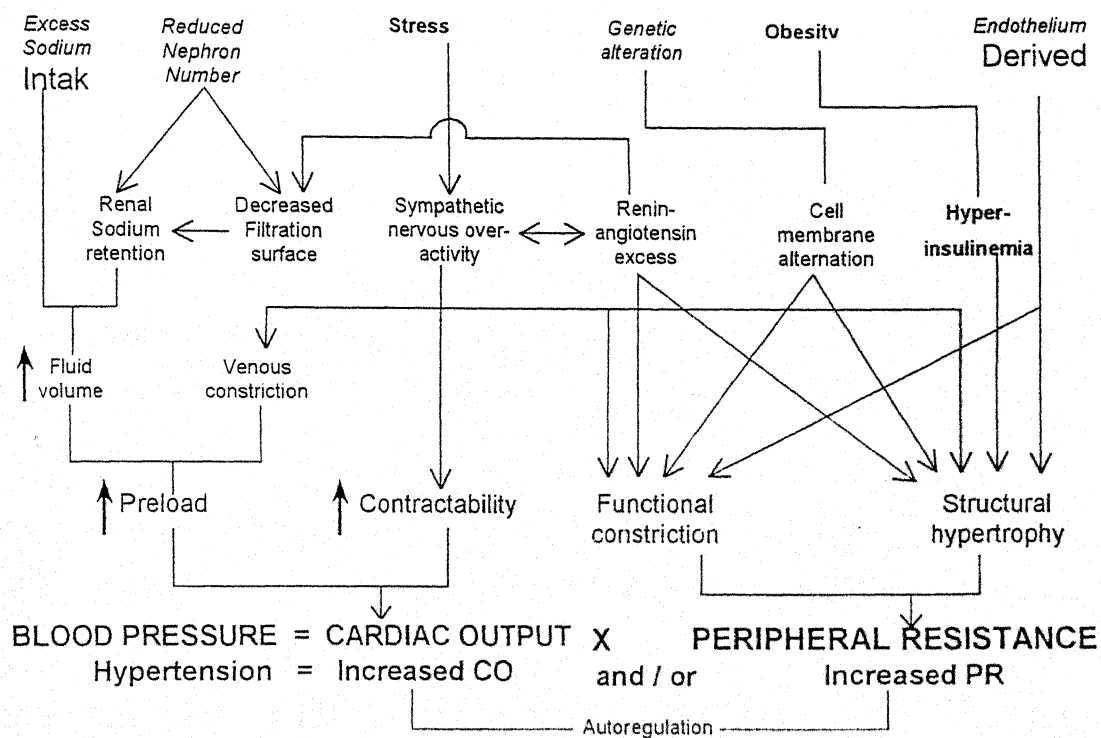 Excess
Sodium
Intak
Reduced
Nephron
Number
Stress
Genetic
alteration
Obesitv
Endothelium
Derived
Renal
Sodium
retention
Decreased
Filtration
surface
Sympathetic
nervous over-
activity
Renin-
angiotensin
excess
Cell
membrane
alternation
Hyper-
insulinemia
Fluid
volume
Venous
constriction
Preload
Contractability
Functional
constriction
Structural
hypertrophy
BLOOD PRESSURE = CARDIAC OUTPUT X PERIPHERAL RESISTANCE
Hypertension = Increased CO and / or Increased PR
Autoregulation